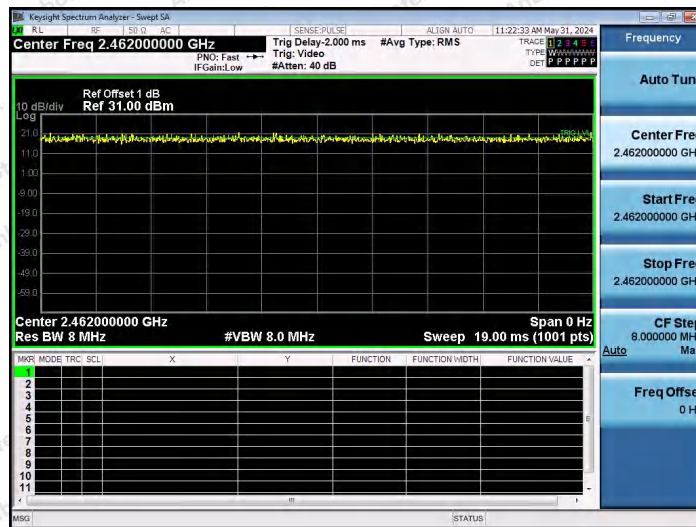 Keysight Spectrum Analyzer - Swept SA
RL RF 50 Ω AC SENSE:PULSE ALIGN AUTO 11:22:33 AM May 31, 2024
Center Freq 2.462000000 GHz
PNO: Fast
IFGain:Low
Trig Delay-2.000 ms
Trig: Video
#Atten: 40 dB
#Avg Type: RMS
TRACE 1 2 3 4 5 6
TYPE
DET P P P P P P
Ref Offset 1 dB
10 dB/div Ref 31.00 dBm
Log
21.0
TRIG LVL
11.0
1.00
-9.00
-19.0
-29.0
-39.0
-49.0
-59.0
Center 2.462000000 GHz Span 0 Hz
Res BW 8 MHz #VBW 8.0 MHz Sweep 19.00 ms (1001 pts)
MKR MODE TRC SCL X Y FUNCTION FUNCTION WIDTH FUNCTION VALUE
1
2
3
4
5
6
7
8
9
10
11
MSG STATUS
Frequency
Auto Tun
Center Fre
2.462000000 GH
Start Fre
2.462000000 GH
Stop Fre
2.462000000 GH
CF Ste
8.000000 MH
Auto Ma
Freq Offse
0 H